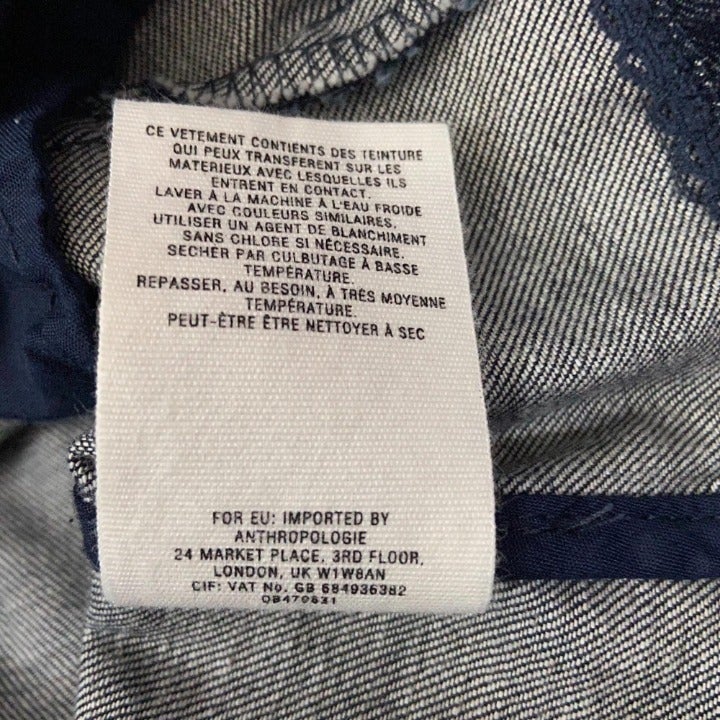 CE VETEMENT CONTIENTS DES TEINTURE
QUI PEUX TRANSFERENT SUR LES
MATERIEUX AVEC LESQUELLES ILS
ENTRENT EN CONTACT.
LAVER À LA MACHINE À L'EAU FROIDE
AVEC COULEURS SIMILAIRES.
UTILISER UN AGENT DE BLANCHIMENT
SANS CHLORE SI NÉCESSAIRE.
SECHER PAR CULBUTAGE À BASSE
TEMPÉRATURE.
REPASSER, AU BESOIN, À TRÈS MOYENNE
TEMPÉRATURE.
PEUT-ÊTRE ÊTRE NETTOYER À SEC
FOR EU: IMPORTED BY
ANTHROPOLOGIE
24 MARKET PLACE, 3RD FLOOR,
LONDON, UK W1W8AN
CIF: VAT No. GB 684936382